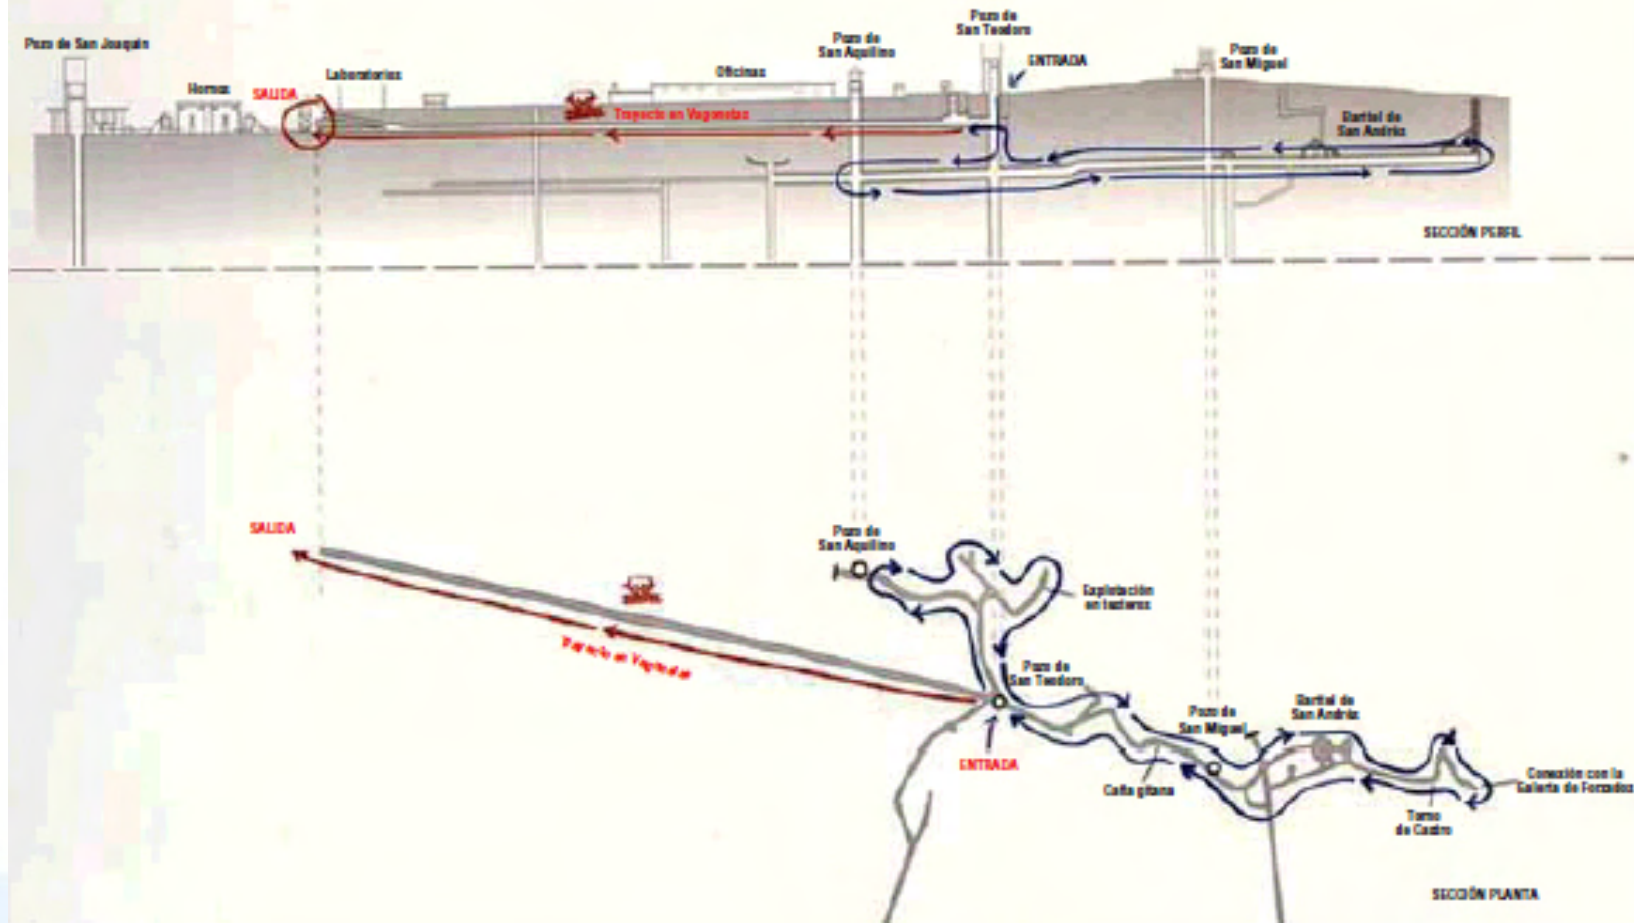 Pozo de
San Teodoro
Pozo de
San Aquilino
Pozo de San Joaquín
Pozo de
San Miguel
ENTRADA
Oficinas
Laboratorios
Hornos
SALIDA
Trayecto en Vagonetas
Barritel de
San Andrés
SECCIÓN PERFIL
SALIDA
Pozo de
San Aquilino
Explotación
en testeros
Trayecto en Vagonetas
Pozo de
San Teodoro
Pozo de
San Miguel
Barritel de
San Andrés
ENTRADA
Caña gitana
Conexión con la
Galería de Forzados
Torno
de Castro
SECCIÓN PLANTA